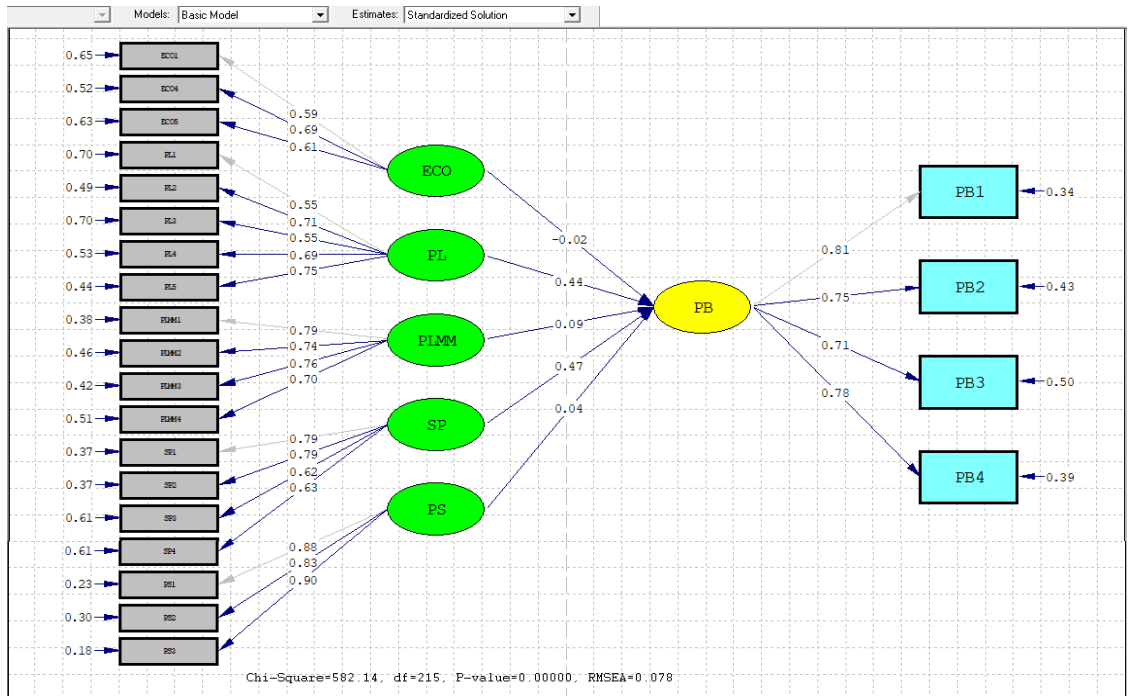 Models: Basic Model Estimates: Standardized Solution
0.65 ECO1
0.52 ECO4
0.63 ECO5
0.70 PL1
0.49 PL2
0.70 PL3
0.53 PL4
0.44 PL5
0.38 PLMM1
0.46 PLMM2
0.42 PLMM3
0.51 PLMM4
0.37 SP1
0.37 SP2
0.61 SP3
0.61 SP4
0.23 PS1
0.30 PS2
0.18 PS3
0.59
0.69
0.61
0.55
0.71
0.55
0.69
0.75
0.79
0.74
0.76
0.70
0.79
0.79
0.62
0.63
0.88
0.83
0.90
ECO
PL
PLMM
SP
PS
-0.02
0.44
0.09
0.47
0.04
PB
0.81
0.75
0.71
0.78
PB1 0.34
PB2 0.43
PB3 0.50
PB4 0.39
Chi-Square=582.14, df=215, P-value=0.00000, RMSEA=0.078